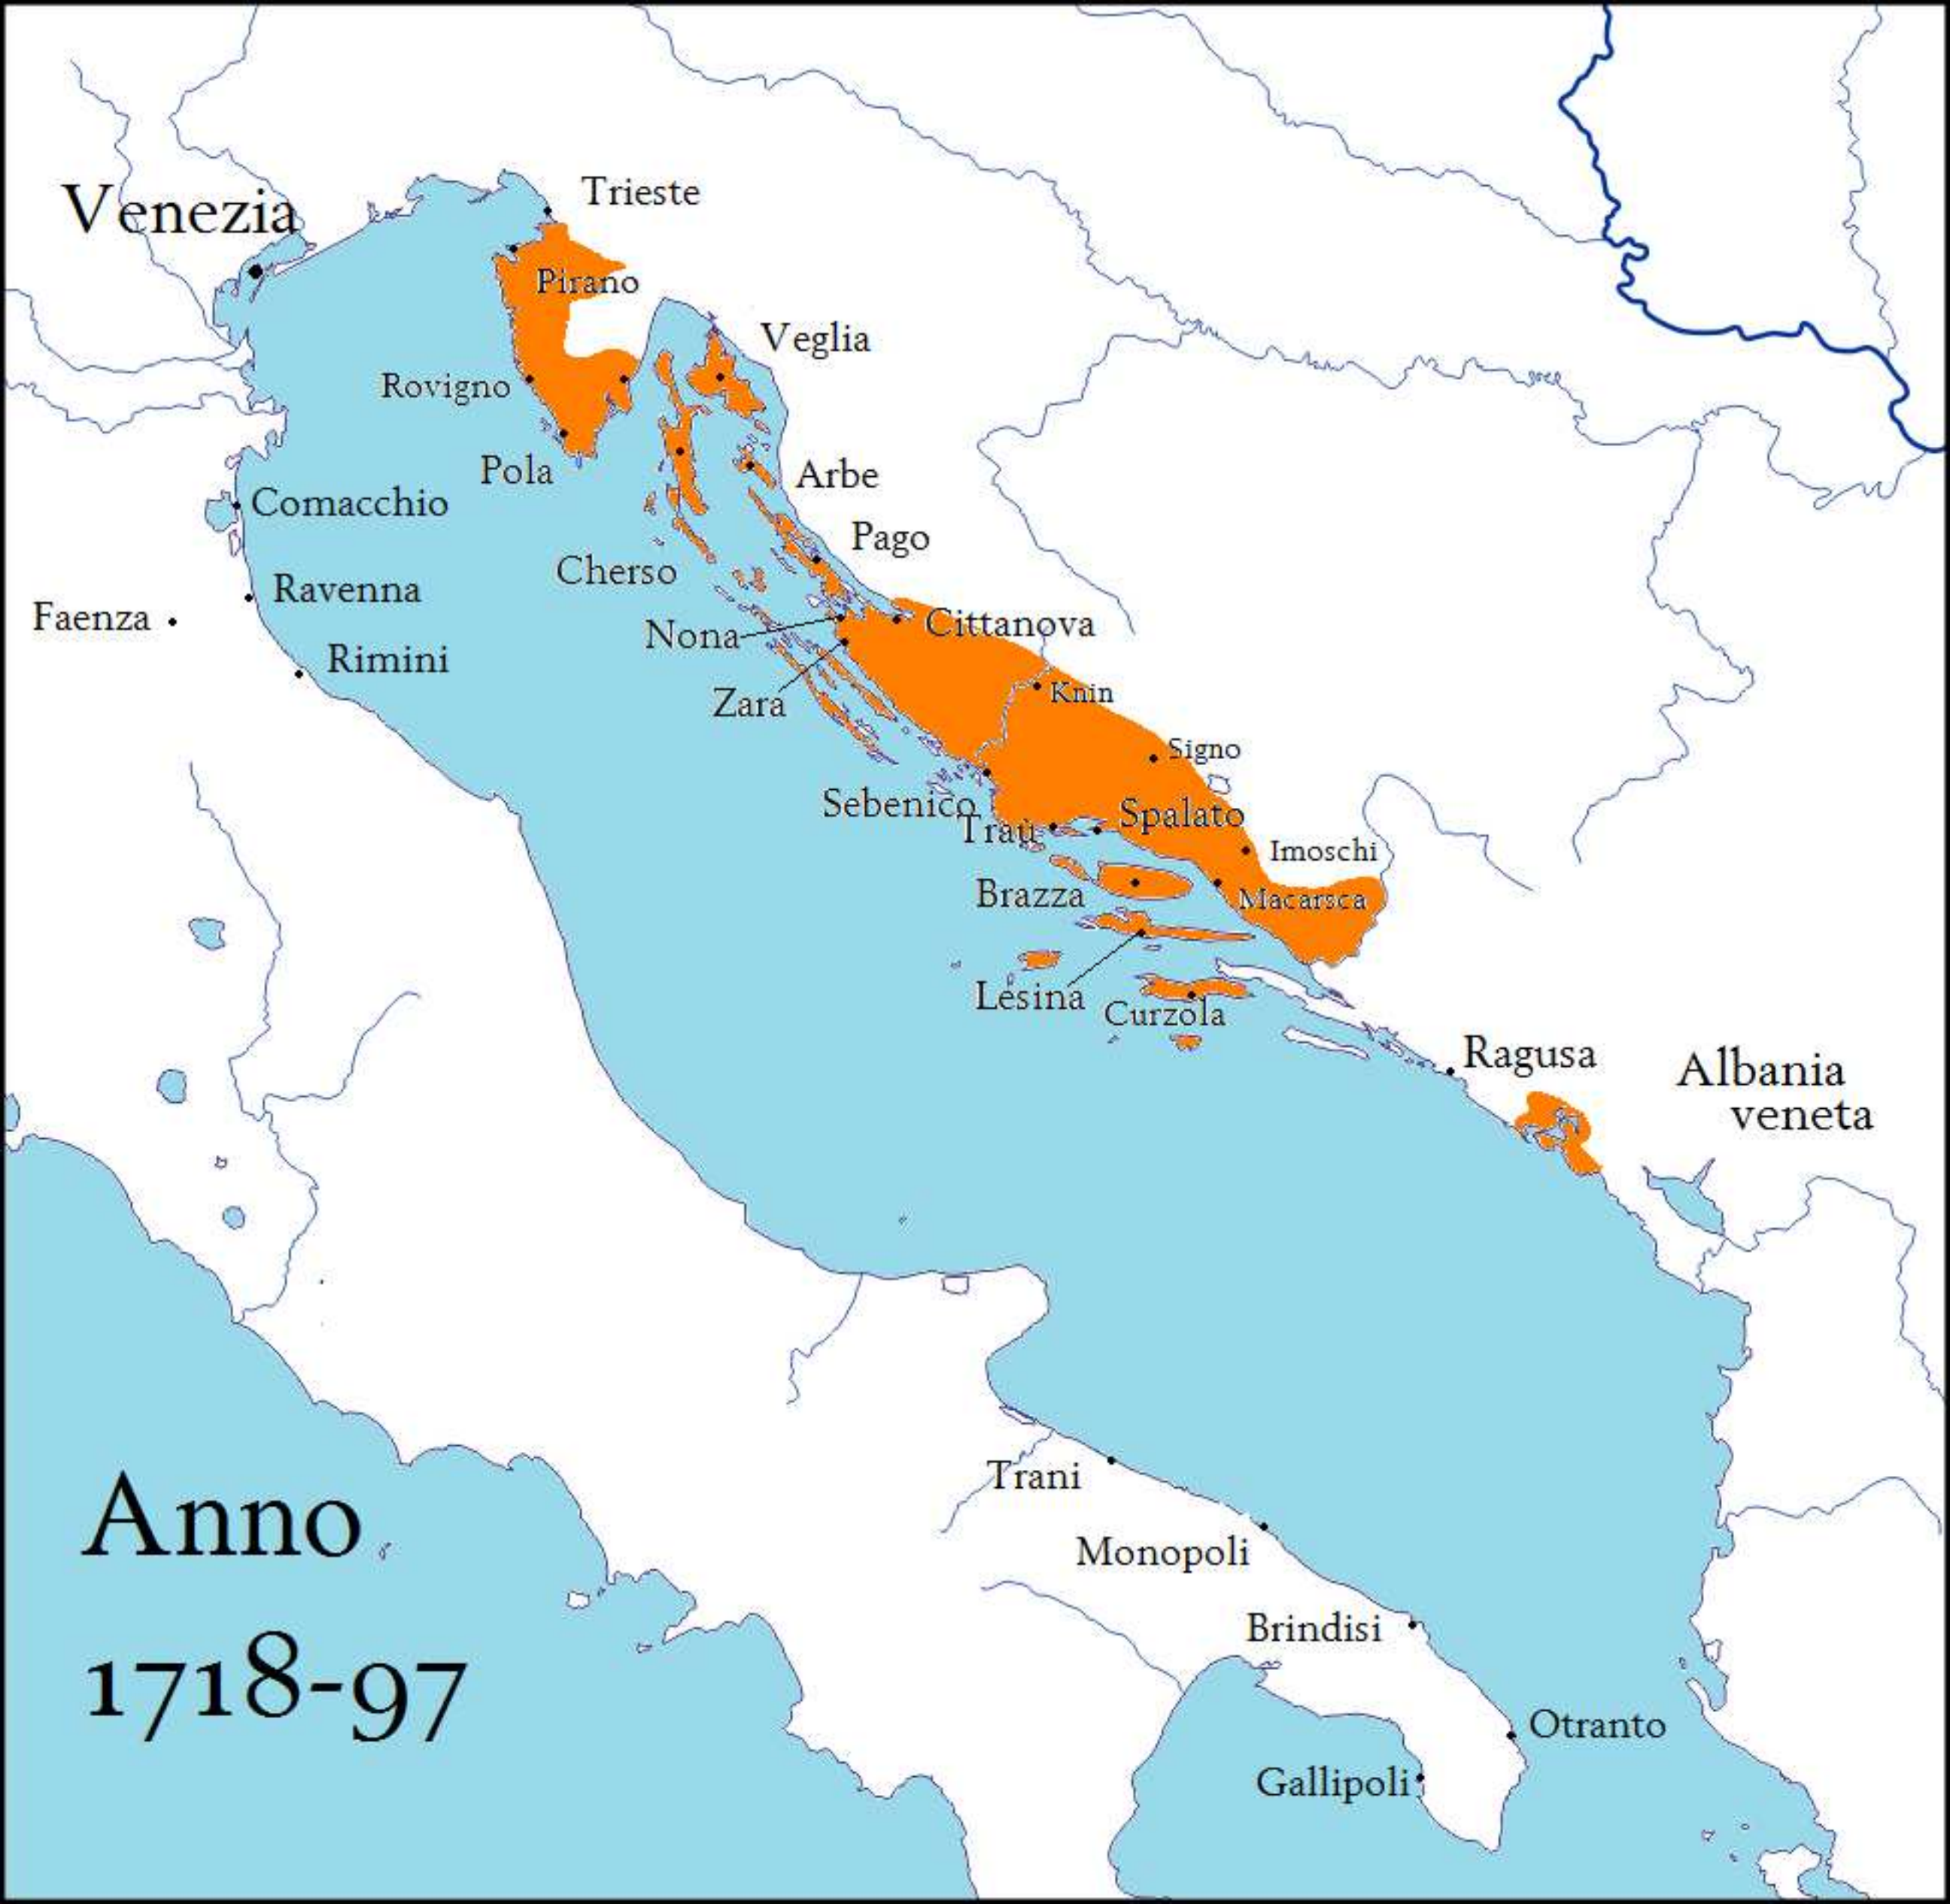 Trieste
Venezia
Pirano
Veglia
Rovigno
Pola
Arbe
Comacchio
Pago
Cherso
Ravenna
Faenza
Cittanova
Nona
Rimini
Knin
Zara
Signo
Sebenico
Spalato
Traù
Imoschi
Brazza
Macarsca
Lesina
Curzola
Ragusa
Albania
veneta
Trani
Anno
Monopoli
Brindisi
1718-97
Otranto
Gallipoli